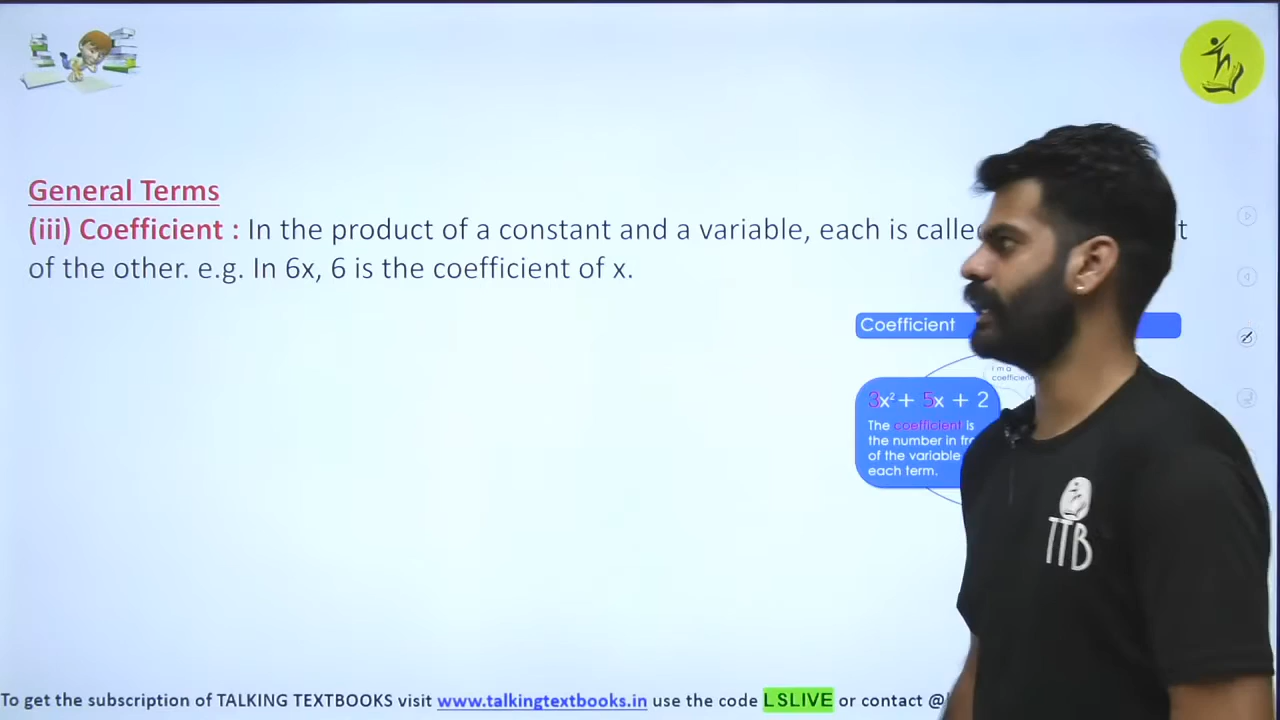 General Terms
(iii) Coefficient : In the product of a constant and a variable, each is called t
of the other. e.g. In 6x, 6 is the coefficient of x.
Coefficient
i m a
coefficient
3x² + 5x + 2
The coefficient is
the number in
of the variable
each term.
TTB
To get the subscription of TALKING TEXTBOOKS visit www.talkingtextbooks.in use the code LSLIVE or contact @